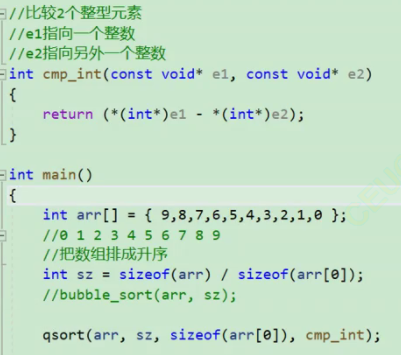 //比较2个整型元素
//e1指向一个整数
//e2指向另外一个整数
int cmp_int(const void* e1, const void* e2)
{
return (*(int*)e1 - *(int*)e2);
}
int main()
{
int arr[] = { 9,8,7,6,5,4,3,2,1,0 };
//0 1 2 3 4 5 6 7 8 9
//把数组排成升序
int sz = sizeof(arr) / sizeof(arr[0]);
//bubble_sort(arr, sz);
qsort(arr, sz, sizeof(arr[0]), cmp_int);